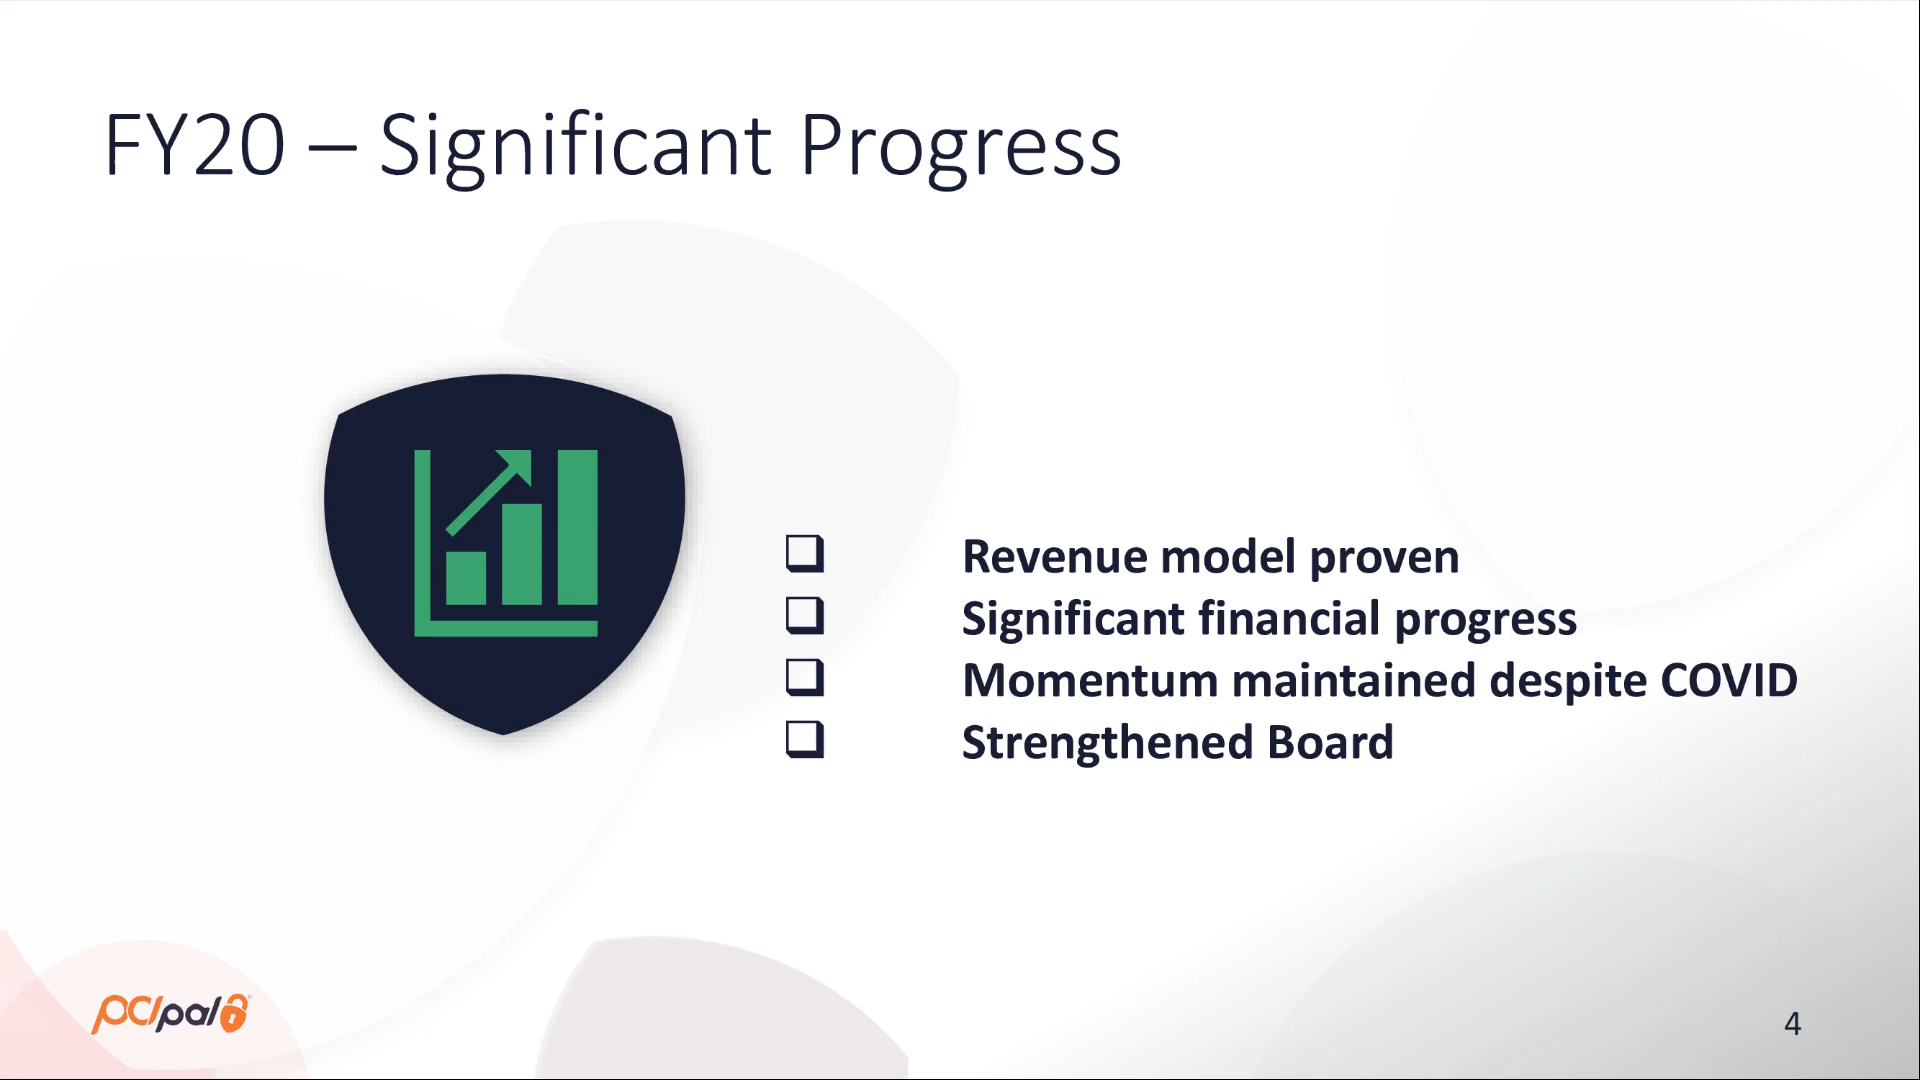 FY20 – Significant Progress
❑ Revenue model proven
❑ Significant financial progress
❑ Momentum maintained despite COVID
❑ Strengthened Board
pcipal
4